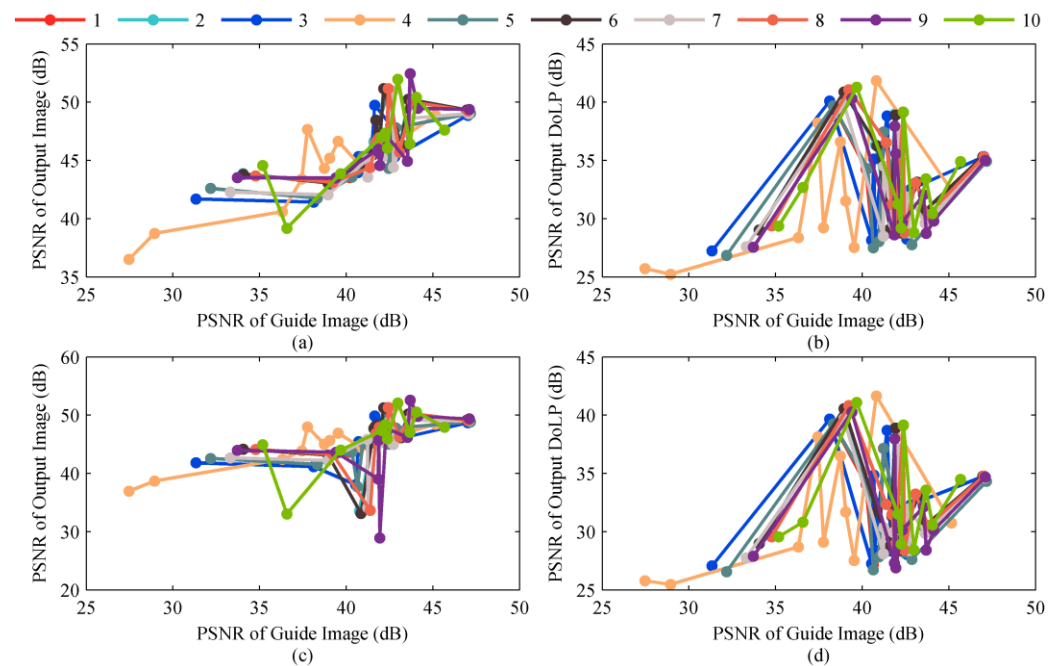 1 2 3 4 5 6 7 8 9 10
55
50
45
40
35
25 30 35 40 45 50
PSNR of Output Image (dB)
PSNR of Guide Image (dB)
(a)
45
40
35
30
25
25 30 35 40 45 50
PSNR of Output DoLP (dB)
PSNR of Guide Image (dB)
(b)
60
50
40
30
20
25 30 35 40 45 50
PSNR of Output Image (dB)
PSNR of Guide Image (dB)
(c)
45
40
35
30
25
25 30 35 40 45 50
PSNR of Output DoLP (dB)
PSNR of Guide Image (dB)
(d)